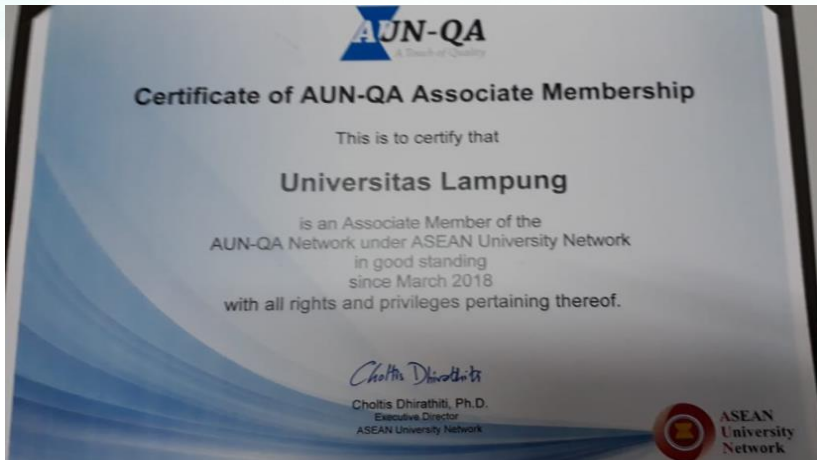 AUN-QA
A Touch of Quality
Certificate of AUN-QA Associate Membership
This is to certify that
Universitas Lampung
is an Associate Member of the
AUN-QA Network under ASEAN University Network
in good standing
since March 2018
with all rights and privileges pertaining thereof.
Choltis Dhirathiti
Choltis Dhirathiti, Ph.D.
Executive Director
ASEAN University Network
ASEAN
University
Network